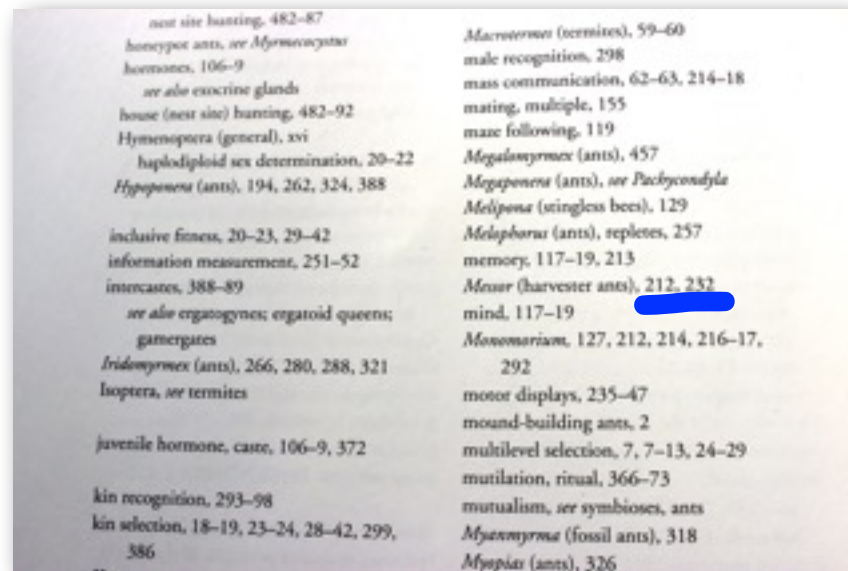 nest site hunting, 482–87
honeypot ants, see Myrmecocystus
hormones, 106–9
see also exocrine glands
house (nest site) hunting, 482–92
Hymenoptera (general), xvi
haplodiploid sex determination, 20–22
Hypoponera (ants), 194, 262, 324, 388
inclusive fitness, 20–23, 29–42
information measurement, 251–52
intercastes, 388–89
see also ergatogynes; ergatoid queens;
gamergates
Iridomyrmex (ants), 266, 280, 288, 321
Isoptera, see termites
juvenile hormone, caste, 106–9, 372
kin recognition, 293–98
kin selection, 18–19, 23–24, 28–42, 299,
386
Macrotermes (termites), 59–60
male recognition, 298
mass communication, 62–63, 214–18
mating, multiple, 155
maze following, 119
Megalomyrmex (ants), 457
Megaponera (ants), see Pachycondyla
Melipona (stingless bees), 129
Melophorus (ants), repletes, 257
memory, 117–19, 213
Messor (harvester ants), 212, 232
mind, 117–19
Monomorium, 127, 212, 214, 216–17,
292
motor displays, 235–47
mound-building ants, 2
multilevel selection, 7, 7–13, 24–29
mutilation, ritual, 366–73
mutualism, see symbioses, ants
Myanmyrma (fossil ants), 318
Myopias (ants), 326